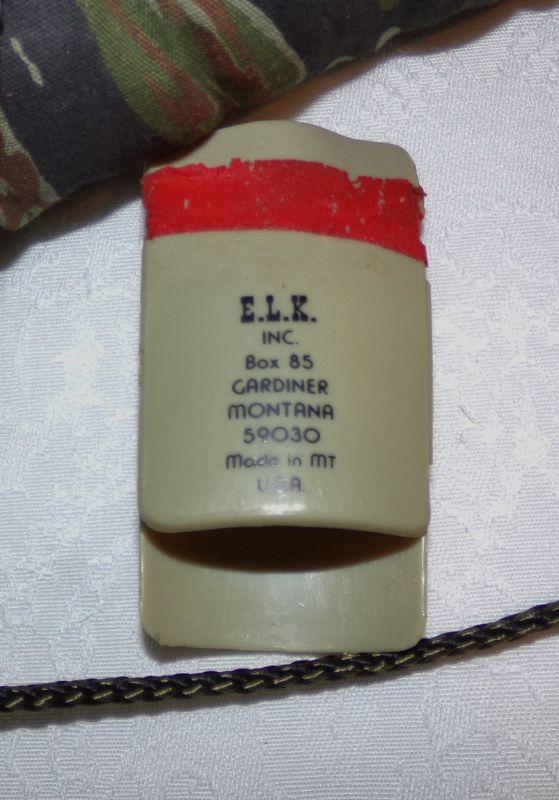 E.L.K.
INC.
Box 85
GARDINER
MONTANA
59030
Made in MT
U.S.A.